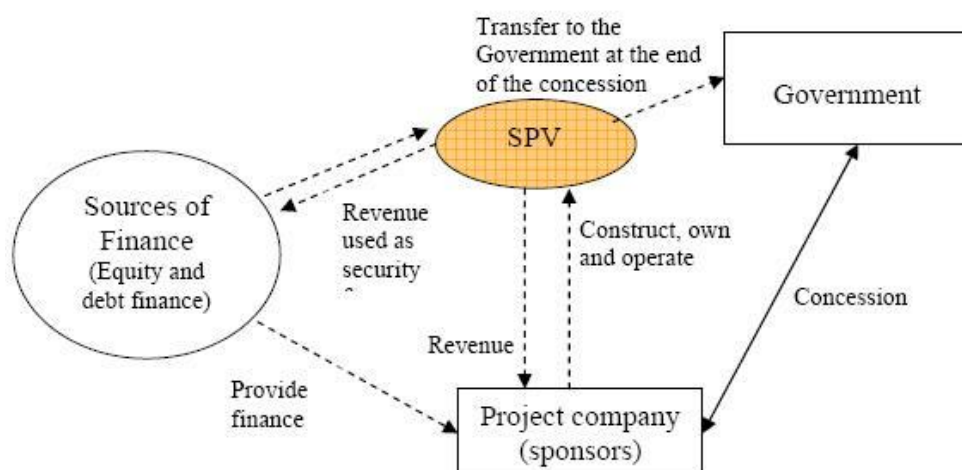 Transfer to the
Government at the end
of the concession
Government
SPV
Sources of
Finance
(Equity and
debt finance)
Revenue
used as
security
Construct, own
and operate
Concession
Revenue
Provide
finance
Project company
(sponsors)